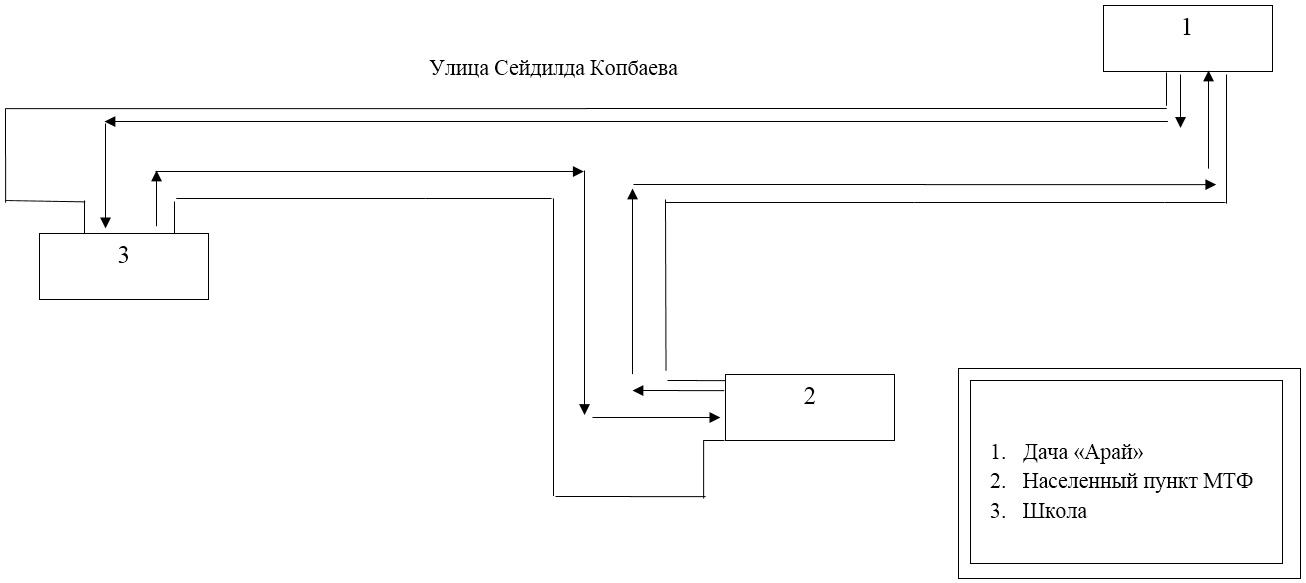 1
Улица Сейдилда Копбаева
3
2
1. Дача «Арай»
2. Населенный пункт МТФ
3. Школа